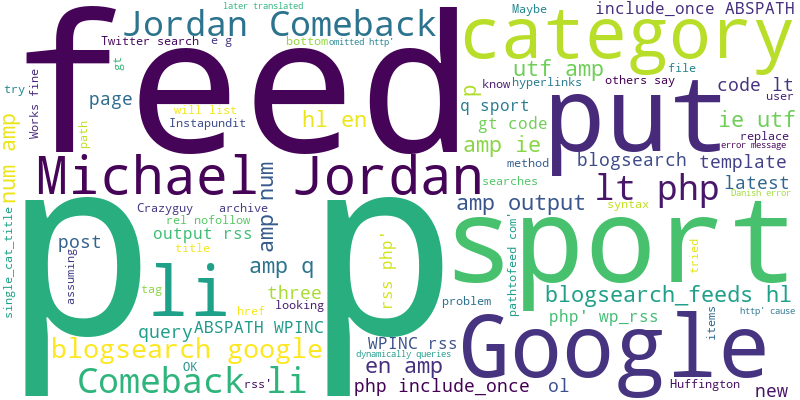 later translated
Maybe
include_once ABSPATH
Jordan Comeback
category
Twitter search
e g
bottom
omitted http'
feed
gt
others say
file
utf amp
try
Works fine
page
p
know
hyperlinks
put
code lt
user
will list
hl en
q sport
gt code
ie utf
num amp
path
Instapundit
amp ie
replace
error message
method
blogsearch
template
Michael Jordan
searches
lt php
latest
Danish error
single_cat_title
p
Crazyguy
archive
amp num
p
amp output
syntax
rel nofollow
sport
output rss
post
title
rss php'
pathtofeed com'
tried
assuming
li
amp q
three
tag
looking
blogsearch_feeds hl
href
problem
items
http' cause
query
ABSPATH WPINC
php' wp_rss
Google
blogsearch google
WPINC rss
dynamically queries
OK
en amp
Comeback
li
rss'
php include_once
ol
Huffington
new